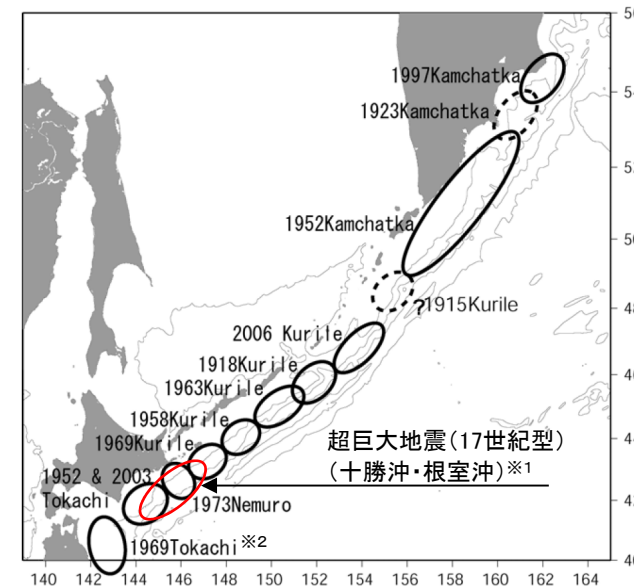 1997Kamchatka
1923Kamchatka
1952Kamchatka
?1915Kurile
2006 Kurile
1918Kurile
1963Kurile
1958Kurile
1969Kurile
超巨大地震(17世紀型)
(十勝沖・根室沖)※1
1952 & 2003
Tokachi
1973Nemuro
1969Tokachi※2
140 142 144 146 148 150 152 154 156 158 160 162 164